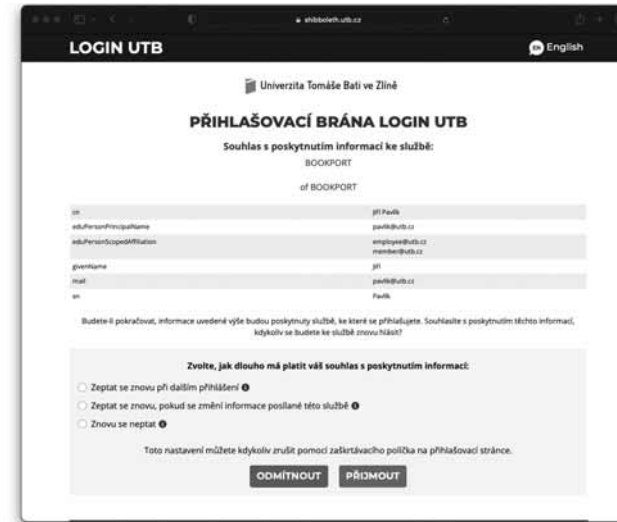 shibboleth.utb.cz
LOGIN UTB
EN English
Univerzita Tomáše Bati ve Zlíně
PŘIHLAŠOVACÍ BRÁNA LOGIN UTB
Souhlas s poskytnutím informací ke službě:
BOOKPORT
of BOOKPORT
cn Jiří Pavlík
eduPersonPrincipalName pavlik@utb.cz
eduPersonScopedAffiliation employee@utb.cz
member@utb.cz
givenName Jiří
mail pavlik@utb.cz
sn Pavlík
Budete-li pokračovat, informace uvedené výše budou poskytnuty službě, ke které se přihlašujete. Souhlasíte s poskytnutím těchto informací,
kdykoliv se budete ke službě znovu hlásit?
Zvolte, jak dlouho má platit váš souhlas s poskytnutím informací:
Zeptat se znovu při dalším přihlášení
Zeptat se znovu, pokud se změní informace posílané této službě
Znovu se neptat
Toto nastavení můžete kdykoliv zrušit pomocí zaškrtávacího políčka na přihlašovací stránce.
ODMÍTNOUT PŘIJMOUT